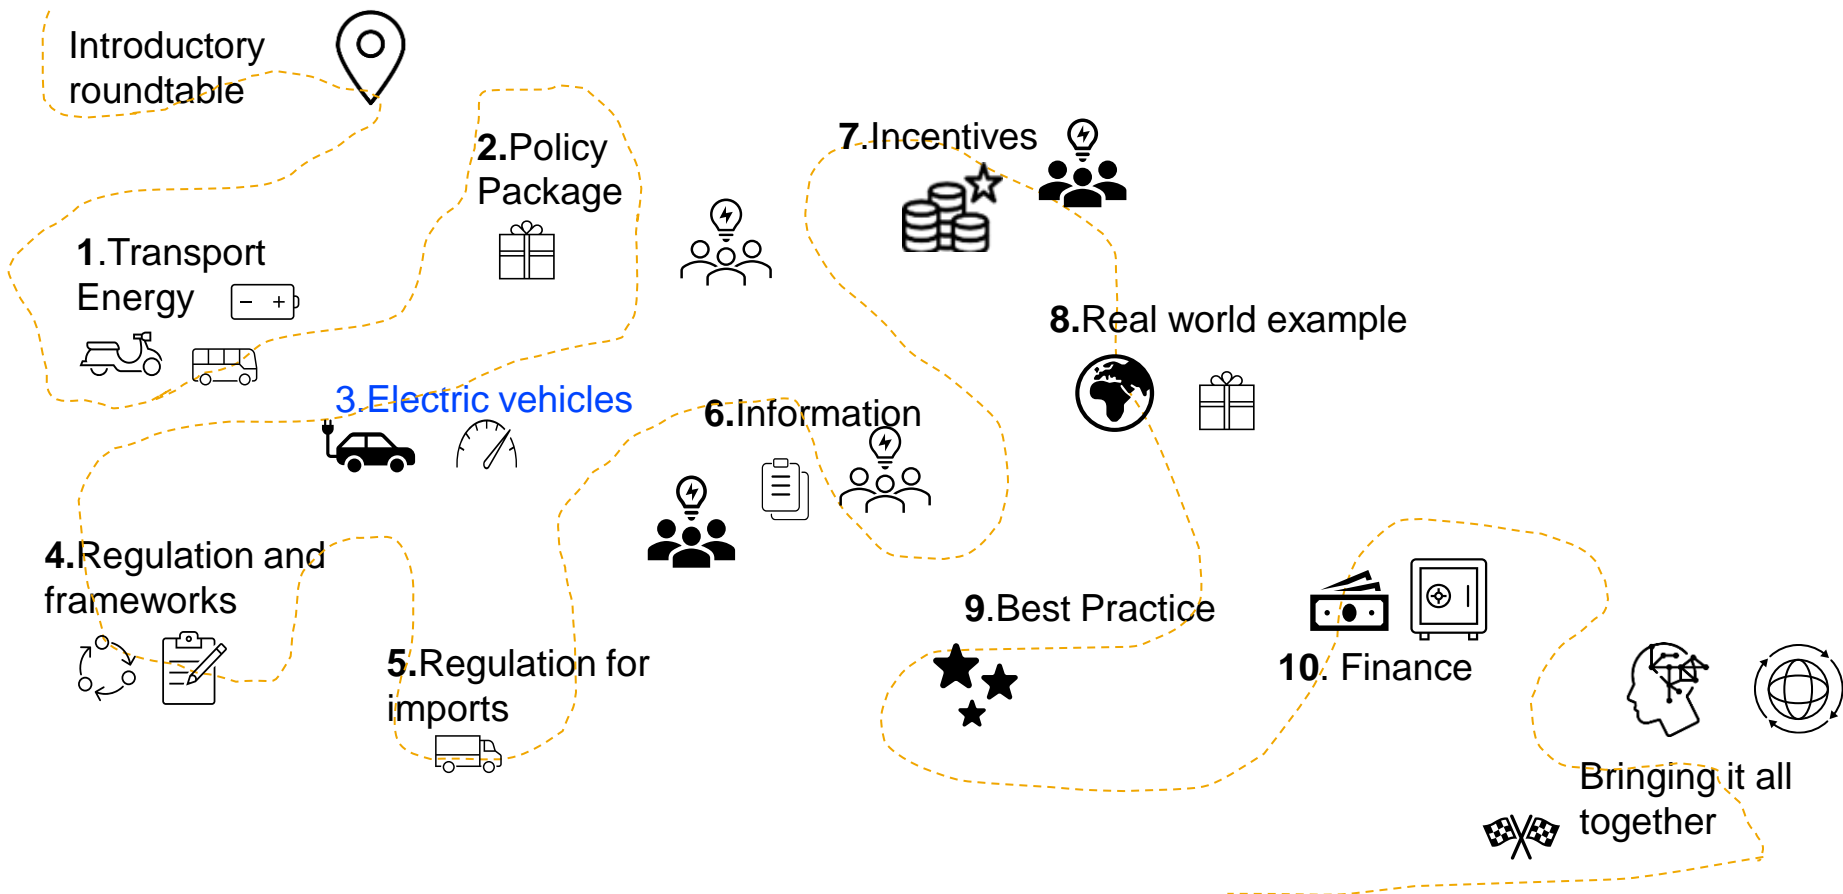 Introductory
roundtable
1.Transport
Energy
2.Policy
Package
3.Electric vehicles
4.Regulation and
frameworks
5.Regulation for
imports
6.Information
7.Incentives
8.Real world example
9.Best Practice
10. Finance
Bringing it all
together